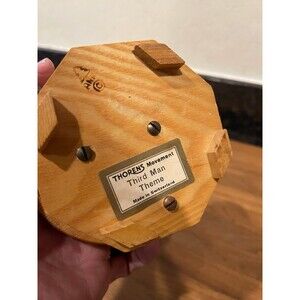 THORENS Movement
Third Man
Theme
Made in Switzerland